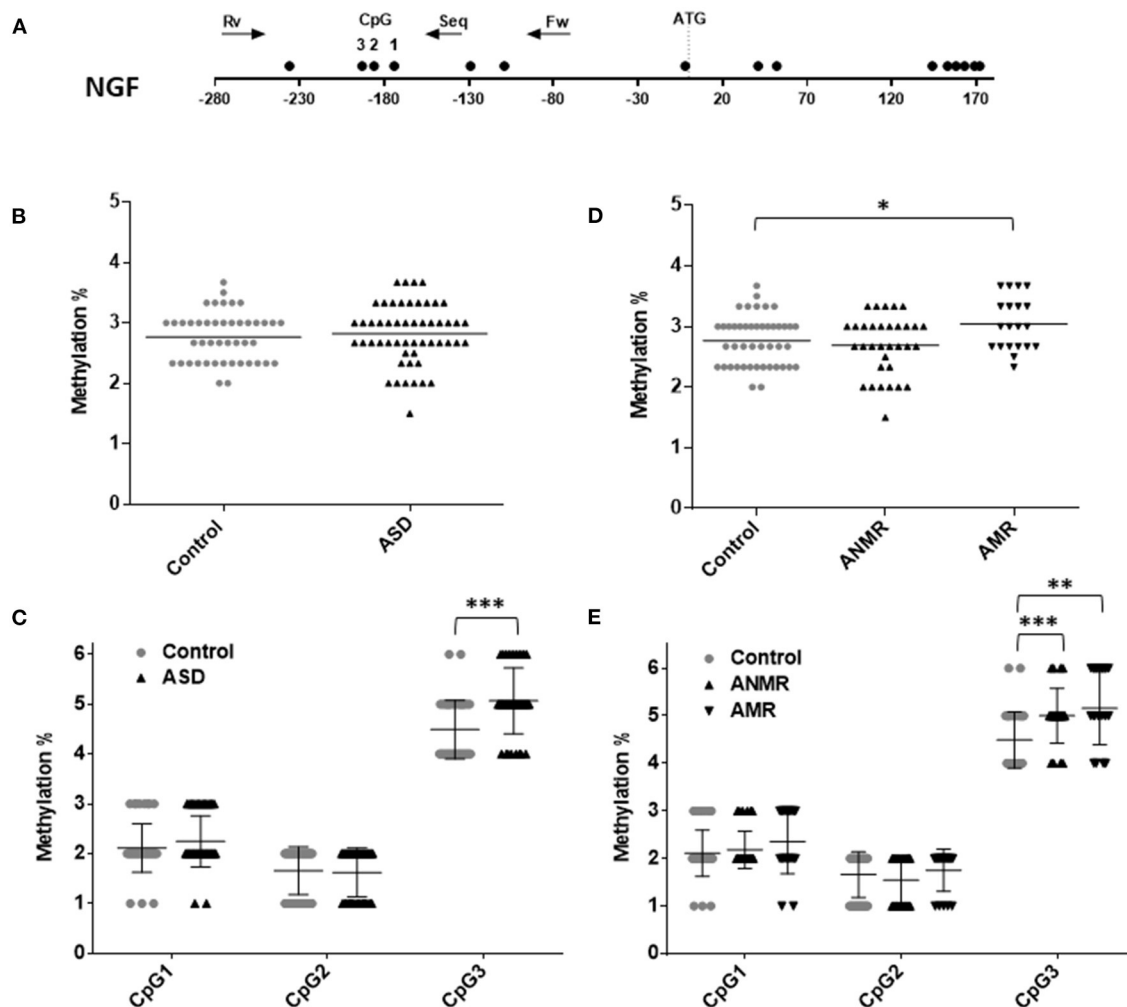 A
Rv CpG Seq Fw ATG
3 2 1
NGF
-280 -230 -180 -130 -80 -30 20 70 120 170
B
Methylation %
5
4
3
2
1
0
Control ASD
D
Methylation %
5
4
3
2
1
0
*
Control ANMR AMR
C
Methylation %
6
5
4
3
2
1
0
Control
ASD
***
CpG1 CpG2 CpG3
E
Methylation %
6
5
4
3
2
1
0
Control
ANMR
AMR
**
***
CpG1 CpG2 CpG3